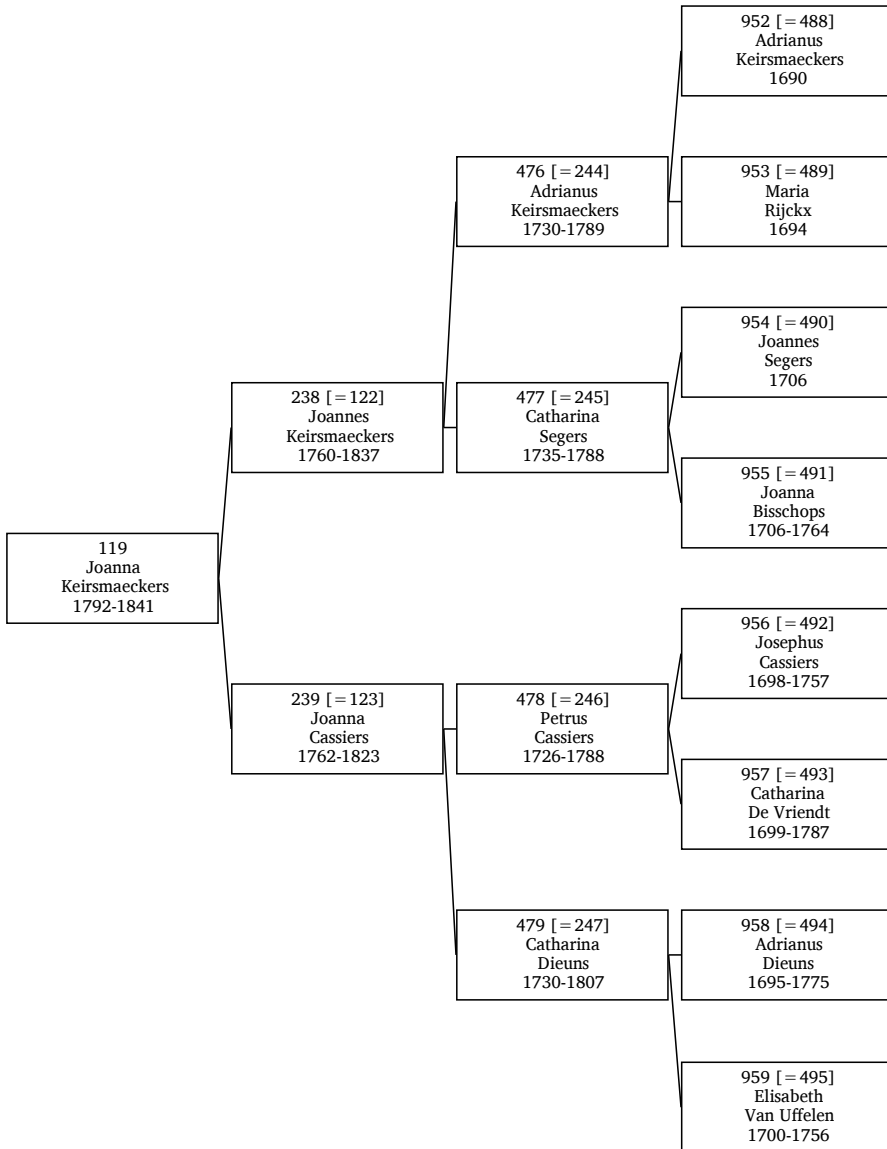 952 [=488]
Adrianus
Keirsmaeckers
1690
476 [=244]
Adrianus
Keirsmaeckers
1730-1789
953 [=489]
Maria
Rijckx
1694
954 [=490]
Joannes
Segers
1706
238 [=122]
Joannes
Keirsmaeckers
1760-1837
477 [=245]
Catharina
Segers
1735-1788
955 [=491]
Joanna
Bisschops
1706-1764
119
Joanna
Keirsmaeckers
1792-1841
956 [=492]
Josephus
Cassiers
1698-1757
239 [=123]
Joanna
Cassiers
1762-1823
478 [=246]
Petrus
Cassiers
1726-1788
957 [=493]
Catharina
De Vriendt
1699-1787
479 [=247]
Catharina
Dieuns
1730-1807
958 [=494]
Adrianus
Dieuns
1695-1775
959 [=495]
Elisabeth
Van Uffelen
1700-1756